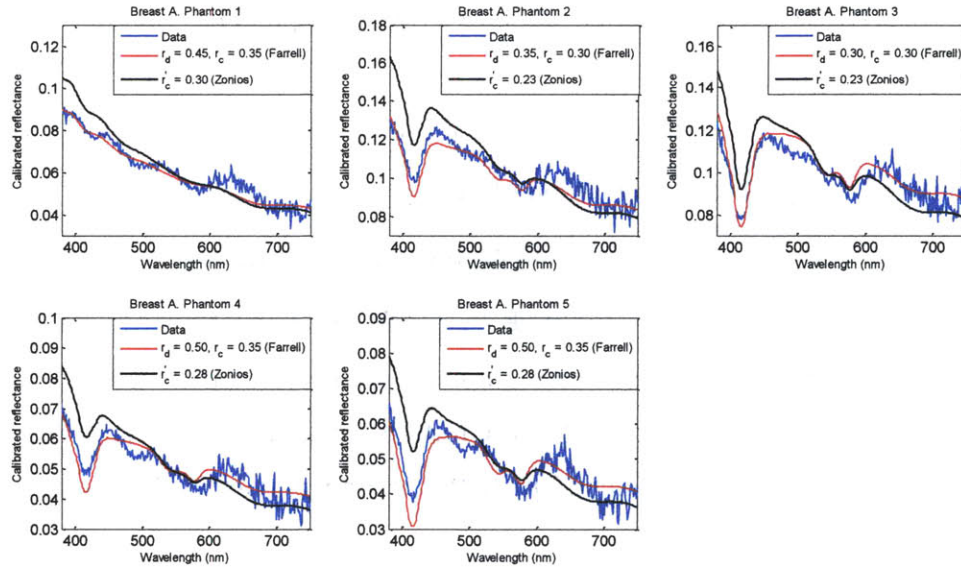 Breast A. Phantom 1
0.12
0.1
0.08
0.06
0.04
Calibrated reflectance
Data
r_d = 0.45, r_c = 0.35 (Farrell)
r_c' = 0.30 (Zonios)
400 500 600 700
Wavelength (nm)
Breast A. Phantom 2
0.16
0.14
0.12
0.1
0.08
Calibrated reflectance
Data
r_d = 0.35, r_c = 0.30 (Farrell)
r_c' = 0.23 (Zonios)
400 500 600 700
Wavelength (nm)
Breast A. Phantom 3
0.16
0.14
0.12
0.1
0.08
Calibrated reflectance
Data
r_d = 0.30, r_c = 0.30 (Farrell)
r_c' = 0.23 (Zonios)
400 500 600 700
Wavelength (nm)
Breast A. Phantom 4
0.1
0.09
0.08
0.07
0.06
0.05
0.04
0.03
Calibrated reflectance
Data
r_d = 0.50, r_c = 0.35 (Farrell)
r_c' = 0.28 (Zonios)
400 500 600 700
Wavelength (nm)
Breast A. Phantom 5
0.09
0.08
0.07
0.06
0.05
0.04
0.03
Calibrated reflectance
Data
r_d = 0.50, r_c = 0.35 (Farrell)
r_c' = 0.28 (Zonios)
400 500 600 700
Wavelength (nm)